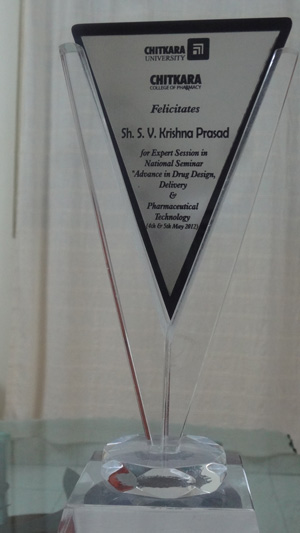 CHITKARA
UNIVERSITY
CHITKARA
COLLEGE OF PHARMACY
Felicitates
Sh. S. V. Krishna Prasad
for Expert Session in
National Seminar
"Advance in Drug Design,
Delivery
&
Pharmaceutical
Technology
(4th & 5th May 2012)